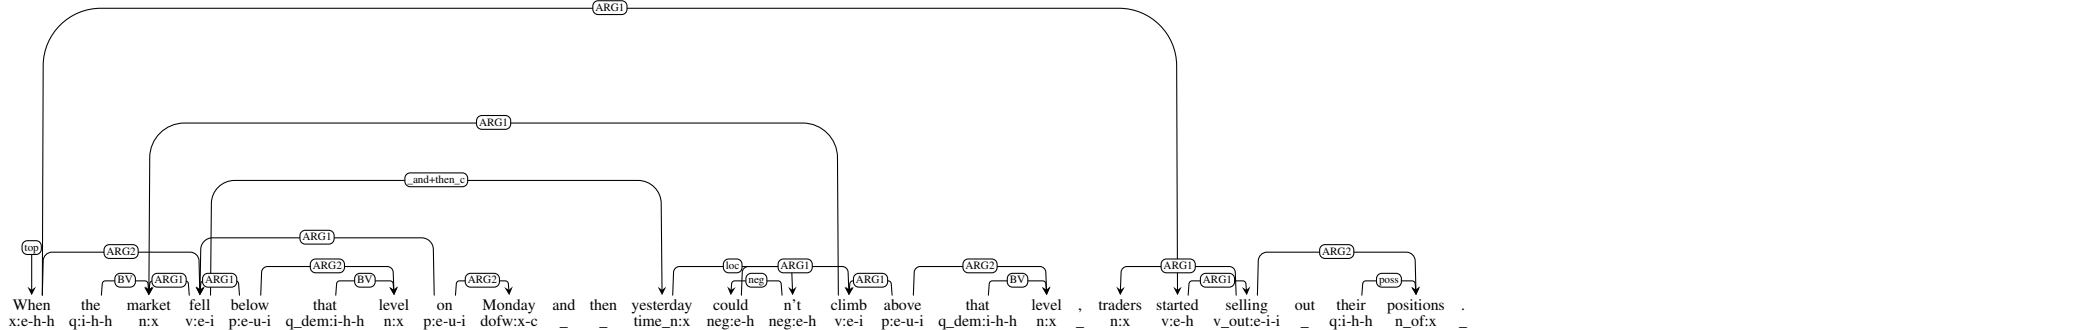 ARG1
ARG1
_and+then_c
ARG1
top ARG2
ARG2 loc ARG1 ARG2 ARG1 ARG2
BV ARG1 ARG1 BV ARG2 neg ARG1 BV ARG1 poss
When the market fell below that level on Monday and then yesterday could n't climb above that level , traders started selling out their positions .
x:e-h-h q:i-h-h n:x v:e-i p:e-u-i q_dem:i-h-h n:x p:e-u-i dofw:x-c _ _ time_n:x neg:e-h neg:e-h v:e-i p:e-u-i q_dem:i-h-h n:x _ n:x v:e-h v_out:e-i-i _ q:i-h-h n_of:x _